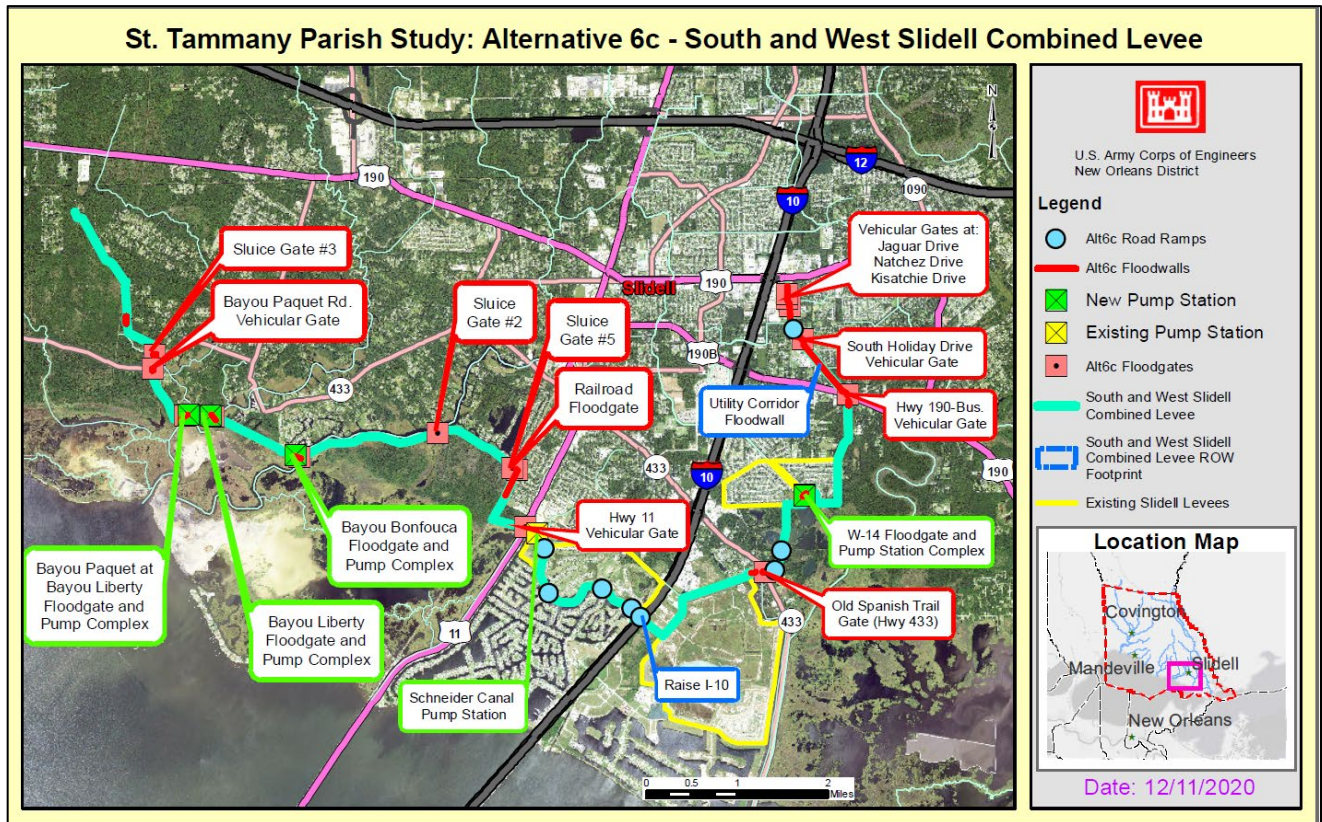 St. Tammany Parish Study: Alternative 6c - South and West Slidell Combined Levee
N
190
12
10
1090
Sluice Gate #3
Bayou Paquet Rd.
Vehicular Gate
Sluice
Gate #2
Sluice
Gate #5
Railroad
Floodgate
Slidell
190
190B
433
433
Vehicular Gates at:
Jaguar Drive
Natchez Drive
Kisatchie Drive
South Holiday Drive
Vehicular Gate
Utility Corridor
Floodwall
Hwy 190-Bus.
Vehicular Gate
190
10
Bayou Paquet at
Bayou Liberty
Floodgate and
Pump Complex
Bayou Liberty
Floodgate and
Pump Complex
Bayou Bonfouca
Floodgate and
Pump Complex
Hwy 11
Vehicular Gate
W-14 Floodgate and
Pump Station Complex
Old Spanish Trail
Gate (Hwy 433)
433
11
Schneider Canal
Pump Station
Raise I-10
0 0.5 1 2
Miles
U.S. Army Corps of Engineers
New Orleans District
Legend
Alt6c Road Ramps
Alt6c Floodwalls
New Pump Station
Existing Pump Station
Alt6c Floodgates
South and West Slidell
Combined Levee
South and West Slidell
Combined Levee ROW
Footprint
Existing Slidell Levees
Location Map
Covington
Mandeville
Slidell
New Orleans
Date: 12/11/2020